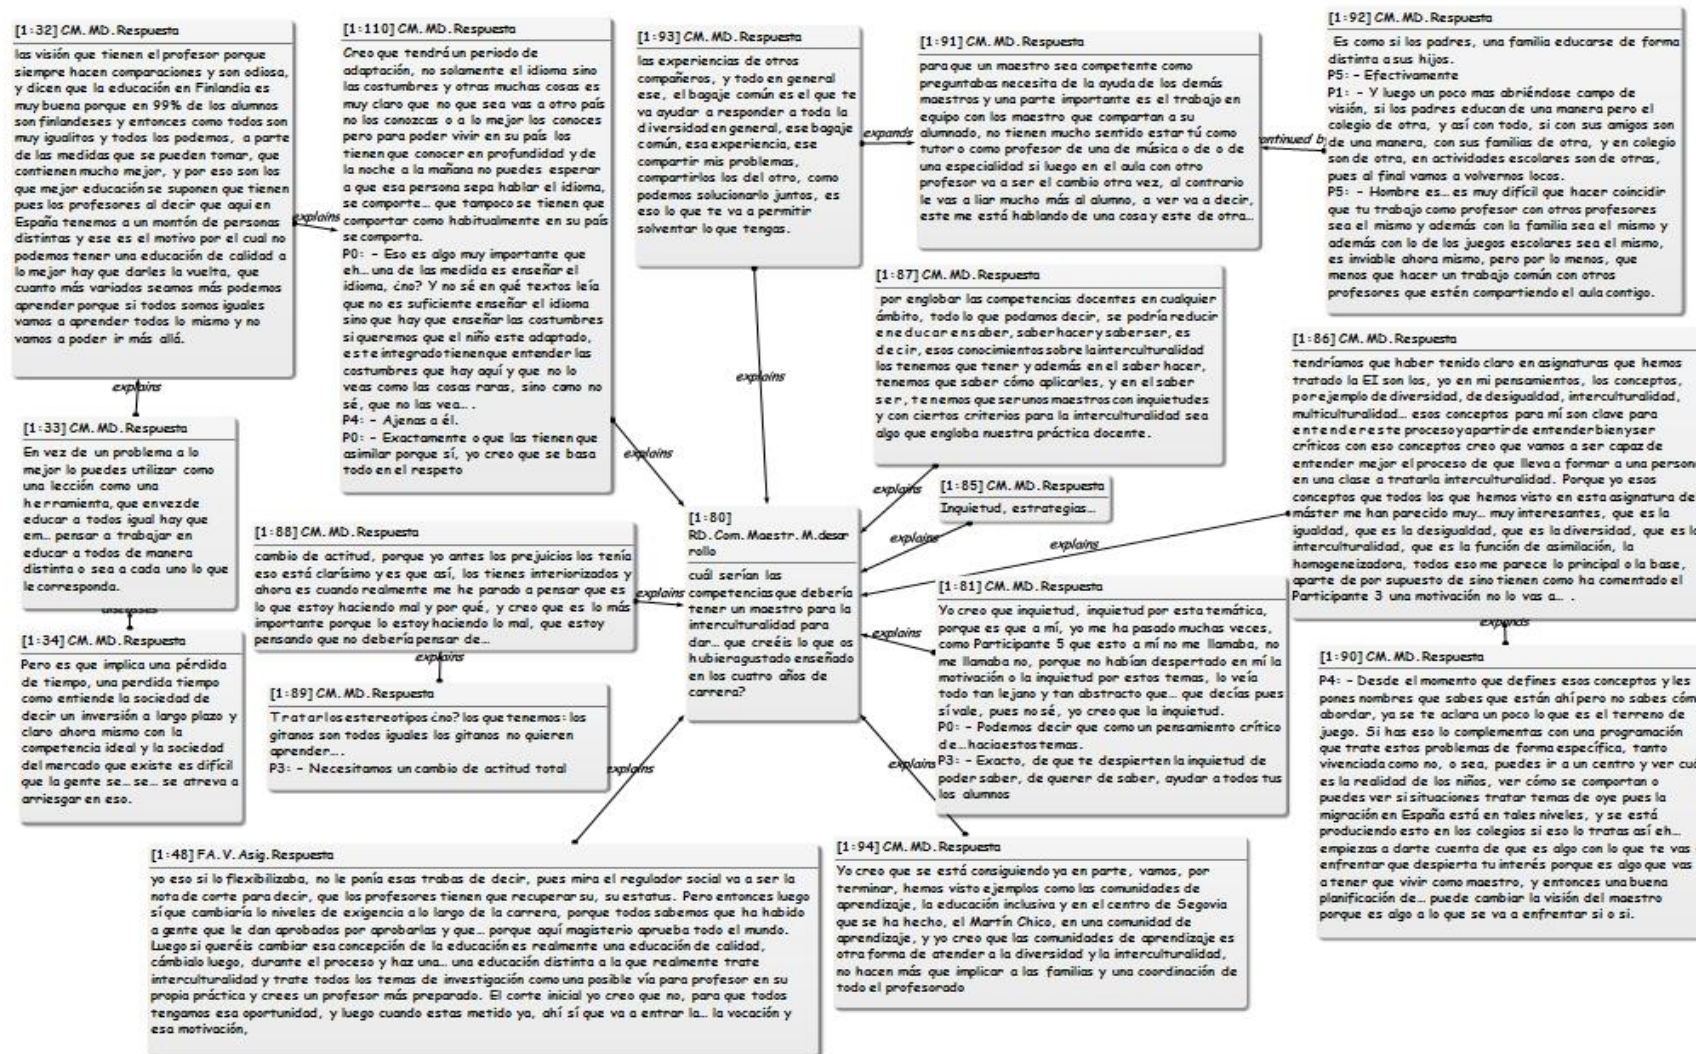 [1:32] CM. MD. Respuesta
las visión que tienen el profesor porque
siempre hacen comparaciones y son odiosa,
y dicen que la educación en Finlandia es
muy buena porque en 99% de los alumnos
son finlandeses y entonces como todos son
muy igualitos y todos los podemos, a parte
de las medidas que se pueden tomar, que
contienen mucho mejor, y por eso son los
que mejor educación se suponen que tienen
pues los profesores al decir que aqui en
España tenemos a un montón de personas
distintas y ese es el motivo por el cual no
podemos tener una educación de calidad a
lo mejor hay que darles la vuelta, que
cuanto más variados seamos más podemos
aprender porque si todos somos iguales
vamos a aprender todos lo mismo y no
vamos a poder ir más allá.
explains
explains
[1:33] CM. MD. Respuesta
En vez de un problema a lo
mejor lo puedes utilizar como
una lección como una
herramienta, que en vez de
educar a todos igual hay que
em... pensar a trabajar en
educar a todos de manera
distinta o sea a cada uno lo que
le corresponda.
discusses
[1:34] CM. MD. Respuesta
Pero es que implica una pérdida
de tiempo, una perdida tiempo
como entiende la sociedad de
decir un inversión a largo plazo y
claro ahora mismo con la
competencia ideal y la sociedad
del mercado que existe es difícil
que la gente se... se... se atreva a
arriesgar en eso.
[1:110] CM. MD. Respuesta
Creo que tendrá un periodo de
adaptación, no solamente el idioma sino
las costumbres y otras muchas cosas es
muy claro que no que sea vas a otro país
no los conozcas o a lo mejor los conoces
pero para poder vivir en su país los
tienen que conocer en profundidad y de
la noche a la mañana no puedes esperar
a que esa persona sepa hablar el idioma,
se comporte... que tampoco se tienen que
comportar como habitualmente en su país
se comporta.
P0: - Eso es algo muy importante que
eh... una de las medida es enseñar el
idioma, ¿no? Y no sé en qué textos leía
que no es suficiente enseñar el idioma
sino que hay que enseñar las costumbres
si queremos que el niño este adaptado,
este integrado tienen que entender las
costumbres que hay aquí y que no lo
veas como las cosas raras, sino como no
sé, que no las vea... .
P4: - Ajenas a él.
P0: - Exactamente o que las tienen que
asimilar porque sí, yo creo que se basa
todo en el respeto
explains
[1:93] CM. MD. Respuesta
las experiencias de otros
compañeros, y todo en general
ese, el bagaje común es el que te
va ayudar a responder a toda la
diversidad en general, ese bagaje
común, esa experiencia, ese
compartir mis problemas,
compartirlos los del otro, como
podemos solucionarlo juntos, es
eso lo que te va a permitir
solventar lo que tengas.
expands
explains
[1:91] CM. MD. Respuesta
para que un maestro sea competente como
preguntabas necesita de la ayuda de los demás
maestros y una parte importante es el trabajo en
equipo con los maestro que compartan a su
alumnado, no tienen mucho sentido estar tú como
tutor o como profesor de una de música o de o de
una especialidad si luego en el aula con otro
profesor va a ser el cambio otra vez, al contrario
le vas a liar mucho más al alumno, a ver va a decir,
este me está hablando de una cosa y este de otra...
continued by
[1:92] CM. MD. Respuesta
Es como si los padres, una familia educarse de forma
distinta a sus hijos.
P5: - Efectivamente
P1: - Y luego un poco mas abriéndose campo de
visión, si los padres educan de una manera pero el
colegio de otra, y así con todo, si con sus amigos son
de una manera, con sus familias de otra, y en colegio
son de otra, en actividades escolares son de otras,
pues al final vamos a volvernos locos.
P5: - Hombre es... es muy difícil que hacer coincidir
que tu trabajo como profesor con otros profesores
sea el mismo y además con la familia sea el mismo y
además con lo de los juegos escolares sea el mismo,
es inviable ahora mismo, pero por lo menos, que
menos que hacer un trabajo común con otros
profesores que estén compartiendo el aula contigo.
[1:87] CM. MD. Respuesta
por englobar las competencias docentes en cualquier
ámbito, todo lo que podamos decir, se podría reducir
en educar en saber, saber hacer y saber ser, es
decir, esos conocimientos sobre la interculturalidad
los tenemos que tener y además en el saber hacer,
tenemos que saber cómo aplicarles, y en el saber
ser, tenemos que ser unos maestros con inquietudes
y con ciertos criterios para la interculturalidad sea
algo que engloba nuestra práctica docente.
explains
[1:85] CM. MD. Respuesta
Inquietud, estrategias...
explains
explains
[1:86] CM. MD. Respuesta
tendríamos que haber tenido claro en asignaturas que hemos
tratado la EI son los, yo en mi pensamientos, los conceptos,
por ejemplo de diversidad, de desigualdad, interculturalidad,
multiculturalidad... esos conceptos para mí son clave para
entender este proceso y a partir de entender bien y ser
críticos con eso conceptos creo que vamos a ser capaz de
entender mejor el proceso de que lleva a formar a una persona
en una clase a tratarla interculturalidad. Porque yo esos
conceptos que todos los que hemos visto en esta asignatura de
máster me han parecido muy... muy interesantes, que es la
igualdad, que es la desigualdad, que es la diversidad, que es la
interculturalidad, que es la función de asimilación, la
homogeneizadora, todos eso me parece lo principal o la base,
aparte de por supuesto de sino tienen como ha comentado el
Participante 3 una motivación no lo vas a... .
expands
[1:90] CM. MD. Respuesta
P4: - Desde el momento que defines esos conceptos y les
pones nombres que sabes que están ahí pero no sabes cómo
abordar, ya se te aclara un poco lo que es el terreno de
juego. Si has eso lo complementas con una programación
que trate estos problemas de forma específica, tanto
vivenciada como no, o sea, puedes ir a un centro y ver cuál
es la realidad de los niños, ver cómo se comportan o
puedes ver si situaciones tratar temas de oye pues la
migración en España está en tales niveles, y se está
produciendo esto en los colegios si eso lo tratas así eh...
empiezas a darte cuenta de que es algo con lo que te vas
enfrentar que despierta tu interés porque es algo que vas
a tener que vivir como maestro, y entonces una buena
planificación de... puede cambiar la visión del maestro
porque es algo a lo que se va a enfrentar si o si.
[1:80]
RD. Com. Maestr. M.desar
rollo
cuál serían las
competencias que debería
tener un maestro para la
interculturalidad para
dar... que creéis lo que os
hubiera gustado enseñado
en los cuatro años de
carrera?
[1:88] CM. MD. Respuesta
cambio de actitud, porque yo antes los prejuicios los tenía
eso está clarísimo y es que así, los tienes interiorizados y
ahora es cuando realmente me he parado a pensar que es
lo que estoy haciendo mal y por qué, y creo que es lo más
importante porque lo estoy haciendo lo mal, que estoy
pensando que no debería pensar de...
explains
explains
[1:89] CM. MD. Respuesta
Tratar los estereotipos ¿no? los que tenemos: los
gitanos son todos iguales los gitanos no quieren
aprender... .
P3: - Necesitamos un cambio de actitud total
[1:81] CM. MD. Respuesta
Yo creo que inquietud, inquietud por esta temática,
porque es que a mí, yo me ha pasado muchas veces,
como Participante 5 que esto a mí no me llamaba, no
me llamaba no, porque no habían despertado en mí la
motivación o la inquietud por estos temas, lo veía
todo tan lejano y tan abstracto que... que decías pues
sí vale, pues no sé, yo creo que la inquietud.
P0: - Podemos decir que como un pensamiento crítico
de... hacia estos temas.
P3: - Exacto, de que te despierten la inquietud de
poder saber, de querer de saber, ayudar a todos tus
los alumnos
explains
explains
explains
[1:48] FA. V. Asig. Respuesta
yo eso si lo flexibilizaba, no le ponía esas trabas de decir, pues mira el regulador social va a ser la
nota de corte para decir, que los profesores tienen que recuperar su, su estatus. Pero entonces luego
sí que cambiaría lo niveles de exigencia a lo largo de la carrera, porque todos sabemos que ha habido
a gente que le dan aprobados por aprobarlas y que... porque aquí magisterio aprueba todo el mundo.
Luego si queréis cambiar esa concepción de la educación es realmente una educación de calidad,
cámbialo luego, durante el proceso y haz una... una educación distinta a la que realmente trate
interculturalidad y trate todos los temas de investigación como una posible vía para profesor en su
propia práctica y crees un profesor más preparado. El corte inicial yo creo que no, para que todos
tengamos esa oportunidad, y luego cuando estas metido ya, ahí sí que va a entrar la... la vocación y
esa motivación,
[1:94] CM. MD. Respuesta
Yo creo que se está consiguiendo ya en parte, vamos, por
terminar, hemos visto ejemplos como las comunidades de
aprendizaje, la educación inclusiva y en el centro de Segovia
que se ha hecho, el Martín Chico, en una comunidad de
aprendizaje, y yo creo que las comunidades de aprendizaje es
otra forma de atender a la diversidad y la interculturalidad,
no hacen más que implicar a las familias y una coordinación de
todo el profesorado